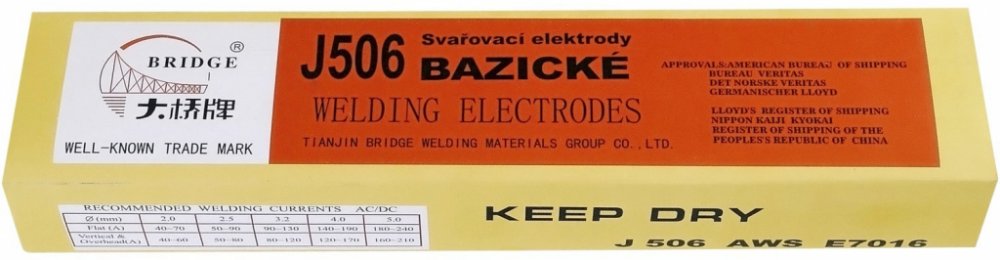 BRIDGE ®
大桥牌
WELL-KNOWN TRADE MARK
J506 Svařovací elektrody
BAZICKÉ
WELDING ELECTRODES
TIANJIN BRIDGE WELDING MATERIALS GROUP CO.,LTD.
APPROVALS:AMERICAN BUREAJ OF SHIPPING
BUREAU VERITAS
DET NORSKE VERITAS
GERMANISCHER LLOYD
LLOYD'S REGISTER OF SHIPPING
NIPPON KAIJI KYOKAI
REGISTER OF SHIPPING OF THE
PEOPLES'S REPUBLIC OF CHINA
RECOMMENDED WELDING CURRENTS AC/DC
Ø(mm) 2.0 2.5 3.2 4.0 5.0
Flat (A) 40-70 50-90 90-130 140-190 180-240
Vertical &
Overhead(A) 40-60 50-80 80-120 120-170 160-210
KEEP DRY
J 506 AWS E7016